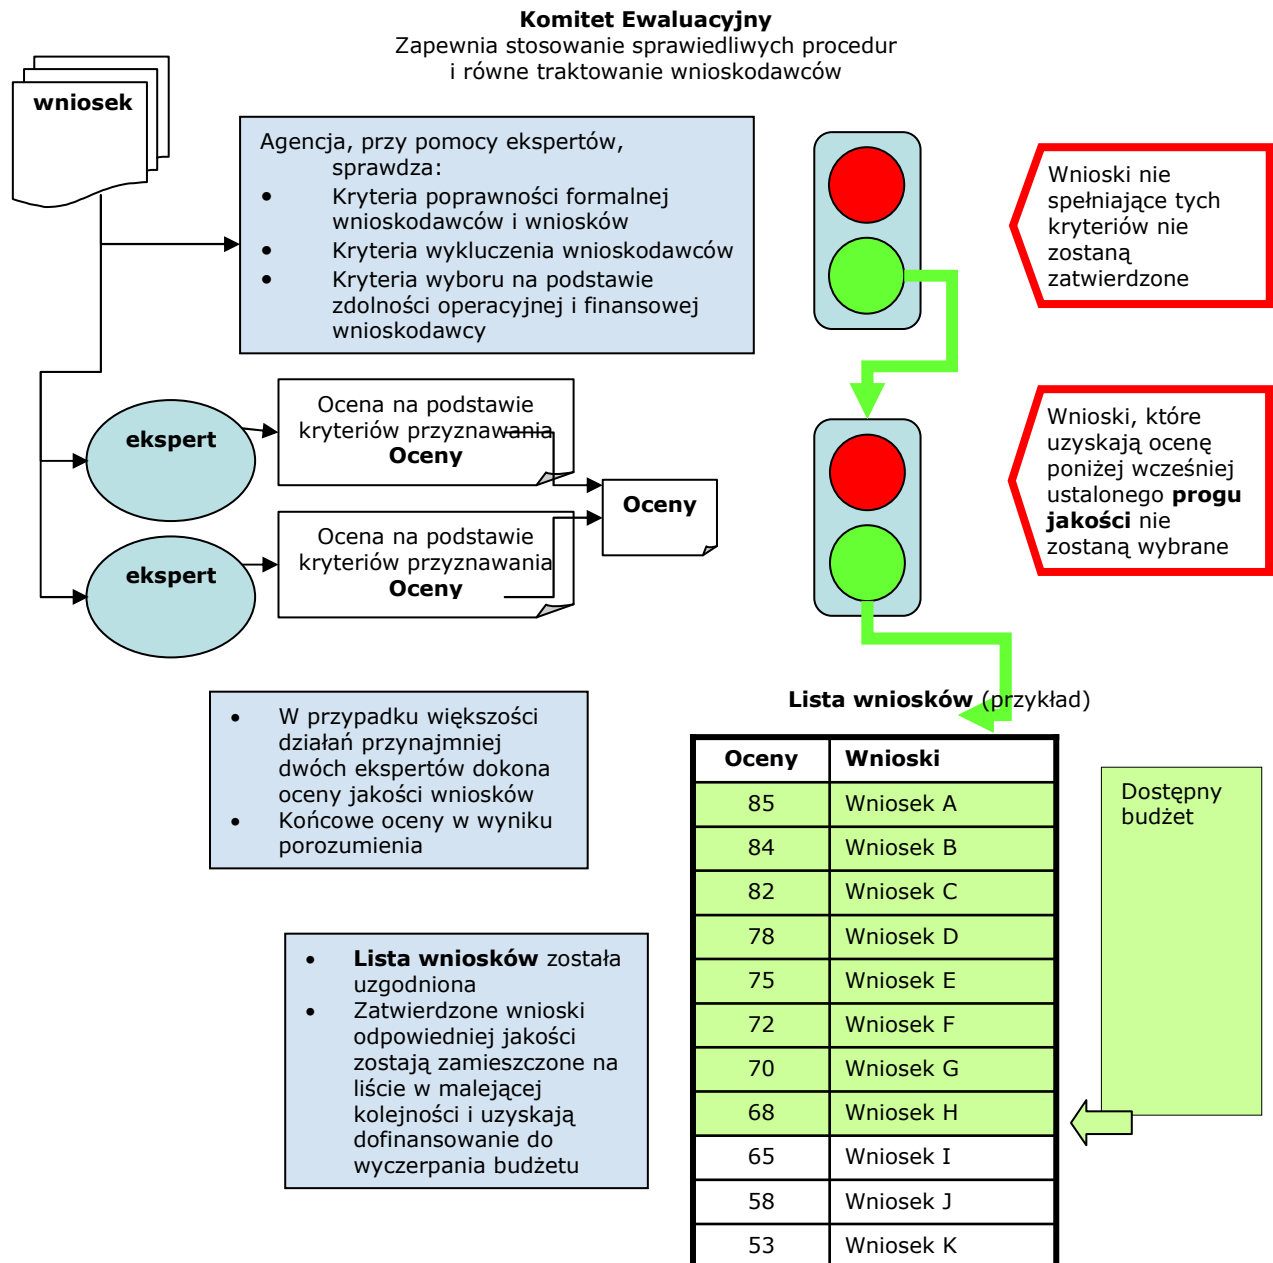 Komitet Ewaluacyjny
Zapewnia stosowanie sprawiedliwych procedur
i równe traktowanie wnioskodawców
wniosek
Agencja, przy pomocy ekspertów,
sprawdza:
• Kryteria poprawności formalnej
wnioskodawców i wniosków
• Kryteria wykluczenia wnioskodawców
• Kryteria wyboru na podstawie
zdolności operacyjnej i finansowej
wnioskodawcy
Wnioski nie
spełniające tych
kryteriów nie
zostaną
zatwierdzone
ekspert
Ocena na podstawie
kryteriów przyznawania
Oceny
Oceny
ekspert
Ocena na podstawie
kryteriów przyznawania
Oceny
Wnioski, które
uzyskają ocenę
poniżej wcześniej
ustalonego progu
jakości nie
zostaną wybrane
• W przypadku większości
działań przynajmniej
dwóch ekspertów dokona
oceny jakości wniosków
• Końcowe oceny w wyniku
porozumienia
• Lista wniosków została
uzgodniona
• Zatwierdzone wnioski
odpowiedniej jakości
zostają zamieszczone na
liście w malejącej
kolejności i uzyskają
dofinansowanie do
wyczerpania budżetu
Lista wniosków (przykład)
Oceny Wnioski
85 Wniosek A
84 Wniosek B
82 Wniosek C
78 Wniosek D
75 Wniosek E
72 Wniosek F
70 Wniosek G
68 Wniosek H
65 Wniosek I
58 Wniosek J
53 Wniosek K
Dostępny
budżet